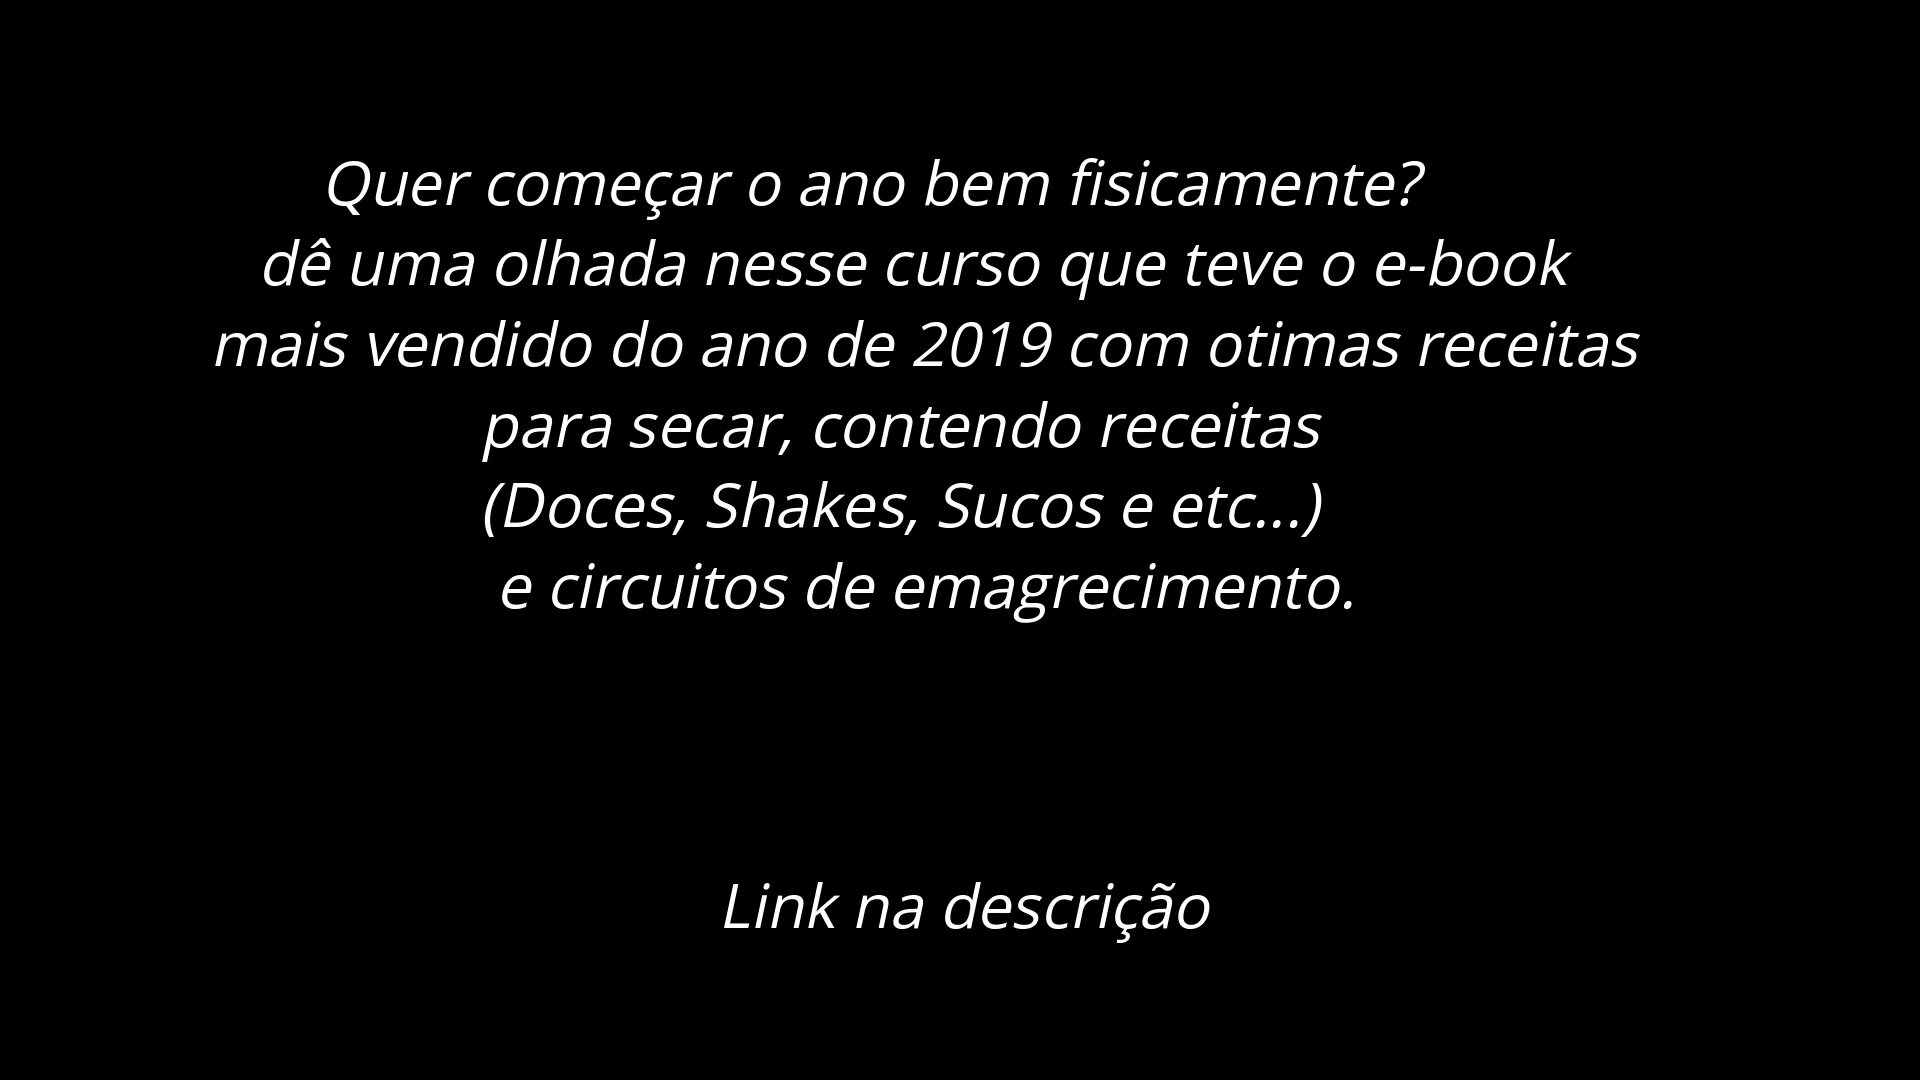 Quer começar o ano bem fisicamente?
dê uma olhada nesse curso que teve o e-book
mais vendido do ano de 2019 com otimas receitas
para secar, contendo receitas
(Doces, Shakes, Sucos e etc...)
e circuitos de emagrecimento.
Link na descrição